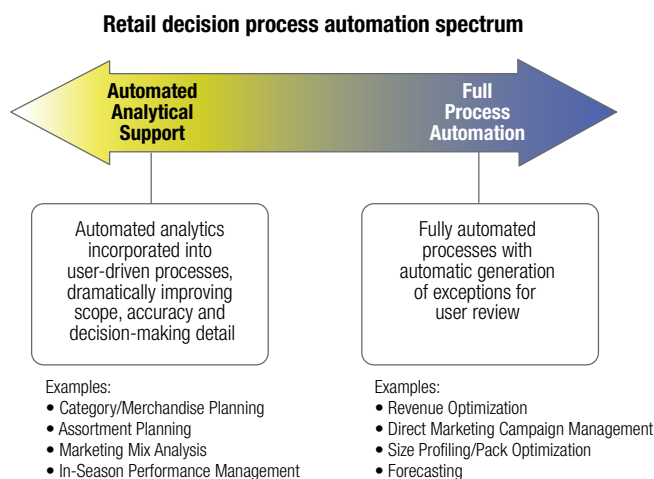 Retail decision process automation spectrum
Automated
Analytical
Support
Full
Process
Automation
Automated analytics
incorporated into
user-driven processes,
dramatically improving
scope, accuracy and
decision-making detail
Fully automated
processes with
automatic generation
of exceptions for
user review
Examples:
• Category/Merchandise Planning
• Assortment Planning
• Marketing Mix Analysis
• In-Season Performance Management
Examples:
• Revenue Optimization
• Direct Marketing Campaign Management
• Size Profiling/Pack Optimization
• Forecasting